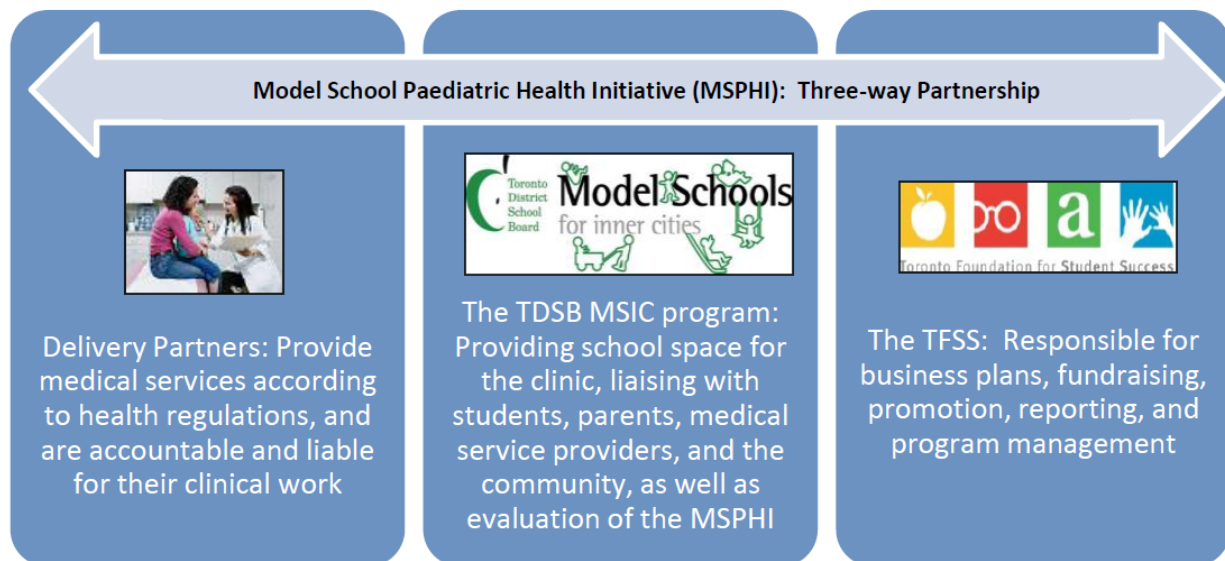 Model School Paediatric Health Initiative (MSPHI):  Three-way Partnership
Delivery Partners: Provide
medical services according
to health regulations, and
are accountable and liable
for their clinical work
Toronto
District
School
Board
Model Schools
for inner cities
The TDSB MSIC program:
Providing school space for
the clinic, liaising with
students, parents, medical
service providers, and the
community, as well as
evaluation of the MSPHI
a
Toronto Foundation for Student Success
The TFSS:  Responsible for
business plans, fundraising,
promotion, reporting, and
program management